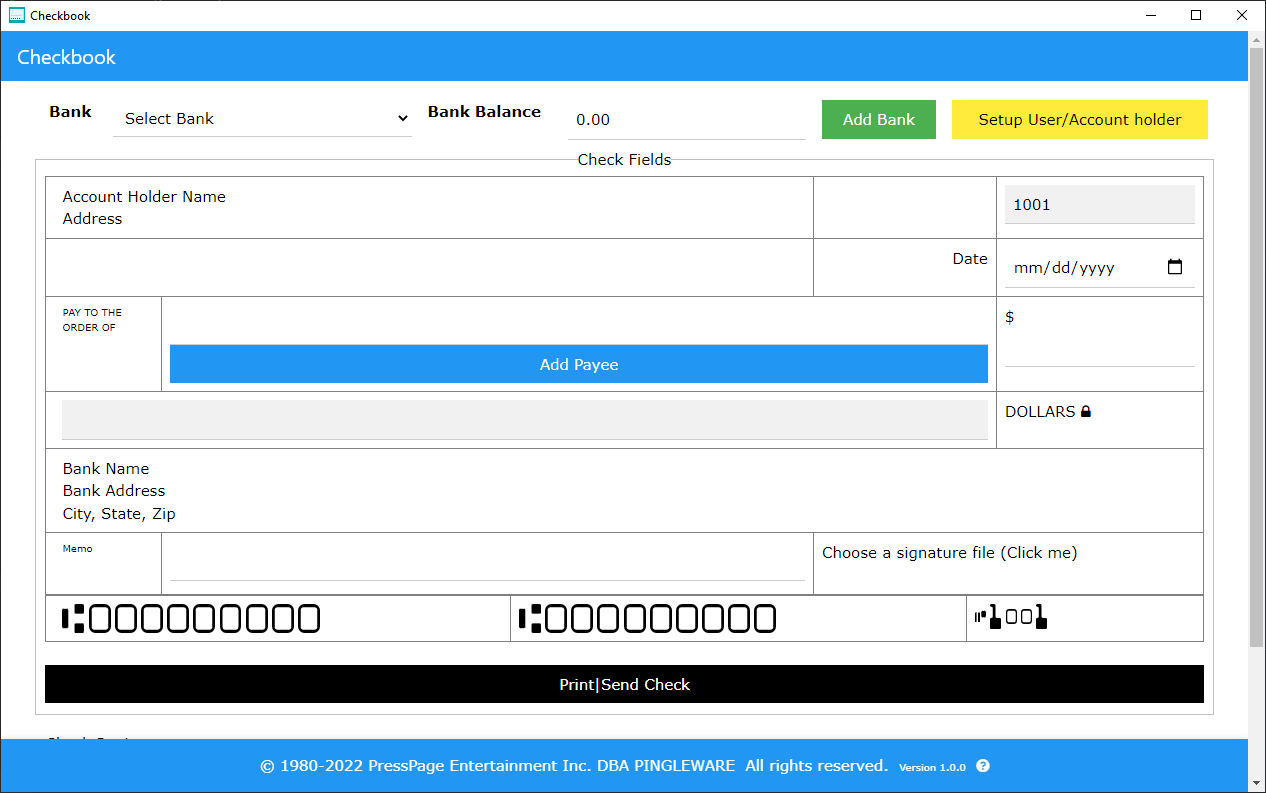 Checkbook
Checkbook
Bank
Select Bank
Bank Balance
0.00
Add Bank
Setup User/Account holder
Check Fields
Account Holder Name
Address
1001
Date
mm/dd/yyyy
PAY TO THE
ORDER OF
$
Add Payee
DOLLARS
Bank Name
Bank Address
City, State, Zip
Memo
Choose a signature file (Click me)
⑆000000000
⑆000000000
⑈1001
Print|Send Check
© 1980-2022 PressPage Entertainment Inc. DBA PINGLEWARE All rights reserved. Version 1.0.0 ?